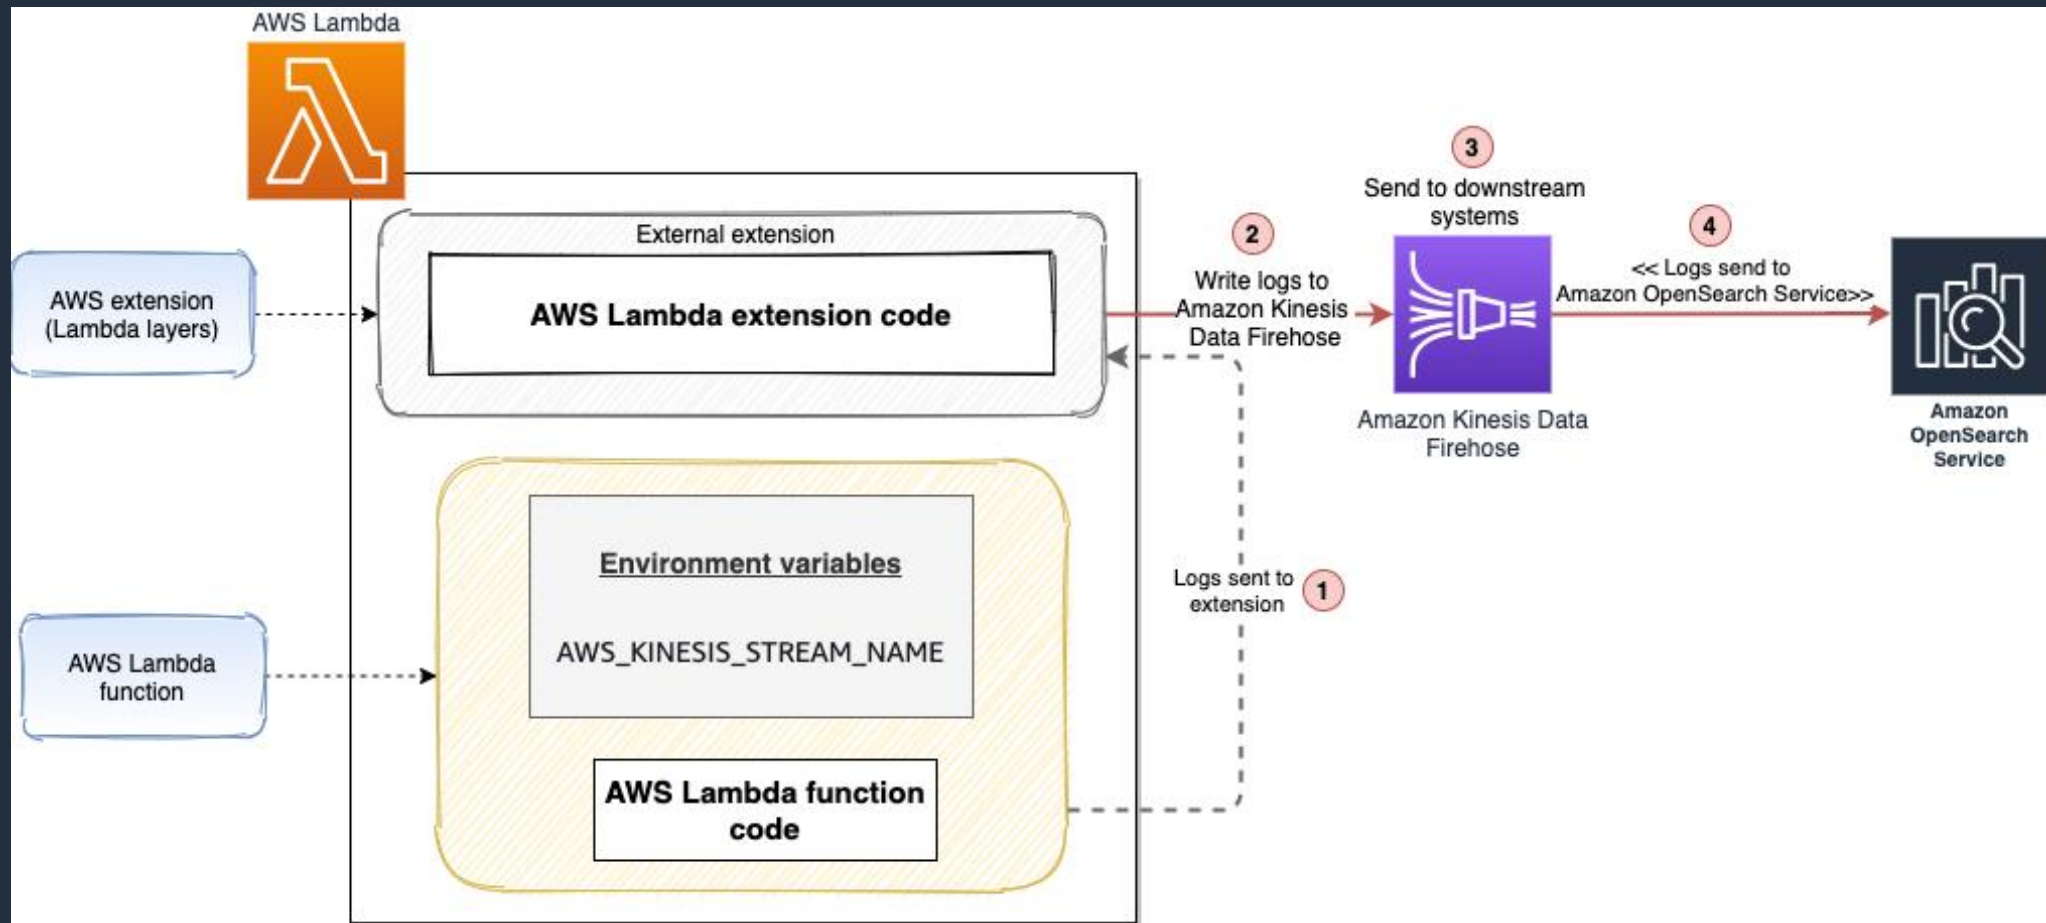 AWS Lambda
External extension
AWS Lambda extension code
AWS extension
(Lambda layers)
2
Write logs to
Amazon Kinesis
Data Firehose
3
Send to downstream
systems
Amazon Kinesis Data
Firehose
4
<< Logs send to
Amazon OpenSearch Service>>
Amazon
OpenSearch
Service
Environment variables
AWS_KINESIS_STREAM_NAME
AWS Lambda
function
AWS Lambda function
code
Logs sent to
extension
1